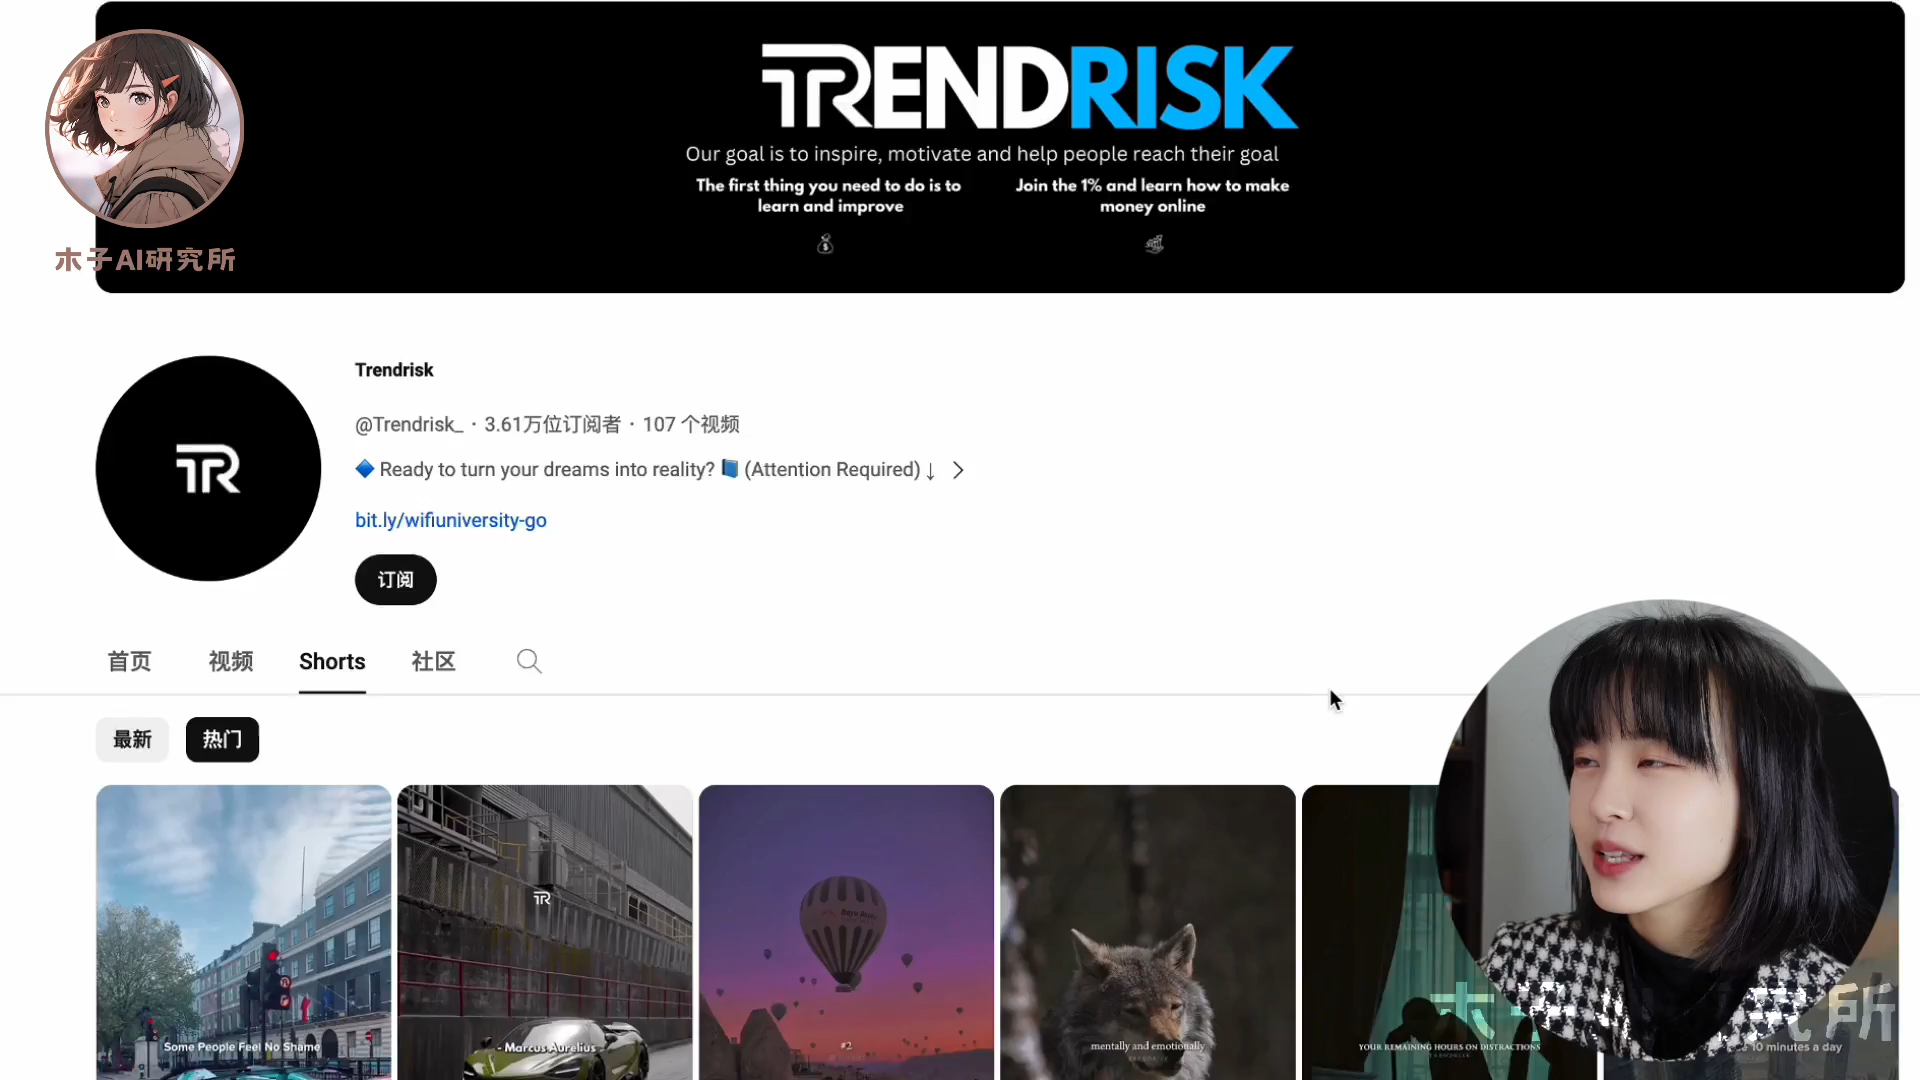 TRENDRISK
Our goal is to inspire, motivate and help people reach their goal
The first thing you need to do is to
learn and improve
Join the 1% and learn how to make
money online
木子AI研究所
TR
Trendrisk
@Trendrisk_ · 3.61万位订阅者 · 107 个视频
Ready to turn your dreams into reality? (Attention Required) ↓
bit.ly/wifiuniversity-go
订阅
首页
视频
Shorts
社区
最新
热门
TR
Some People Feel No Shame
- Marcus Aurelius
#2
mentally and emotionally
YOUR REMAINING HOURS ON DISTRACTIONS
10 minutes a day